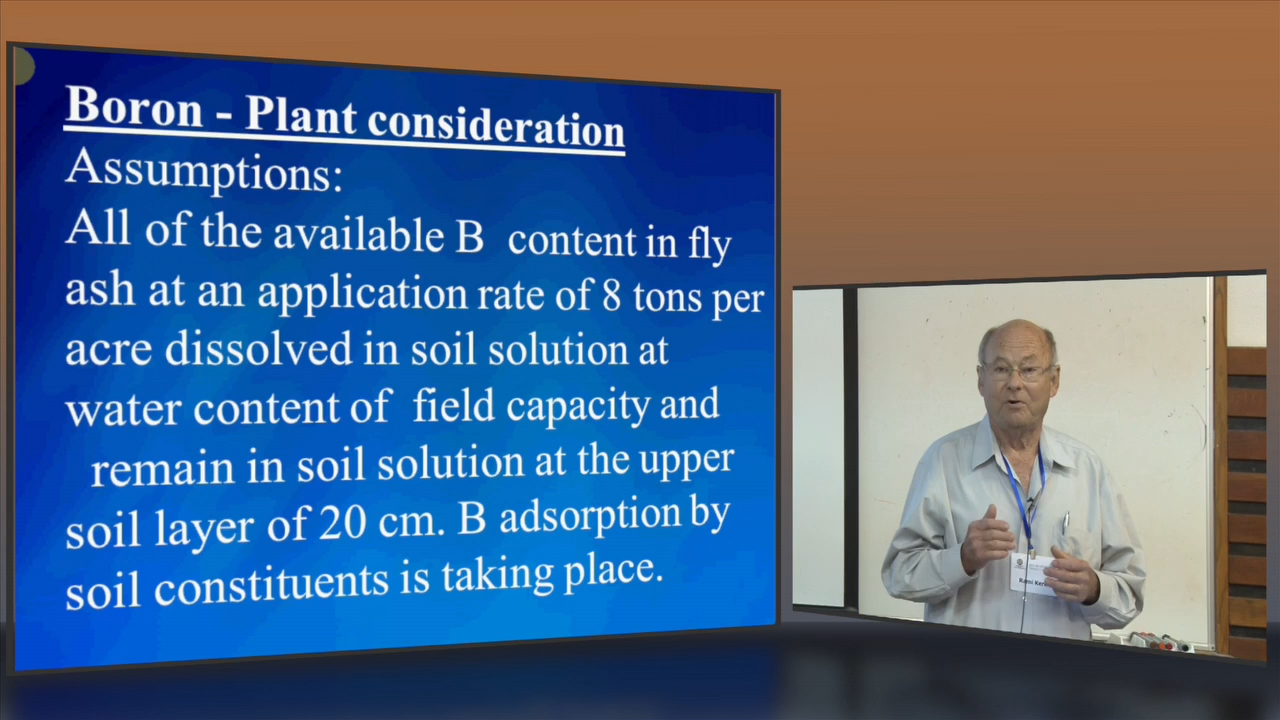 Boron - Plant consideration
Assumptions:
All of the available B content in fly
ash at an application rate of 8 tons per
acre dissolved in soil solution at
water content of field capacity and
remain in soil solution at the upper
soil layer of 20 cm. B adsorption by
soil constituents is taking place.
Rami